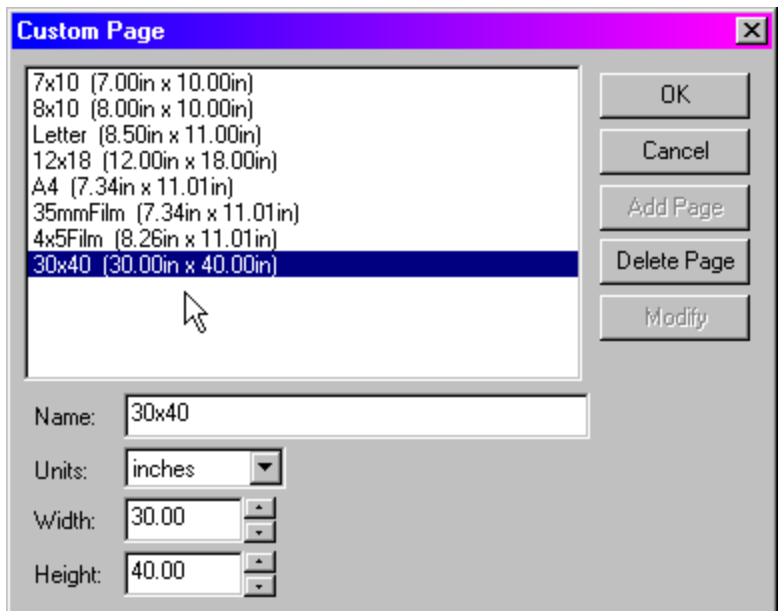 Custom Page
7x10 (7.00in x 10.00in)
8x10 (8.00in x 10.00in)
Letter (8.50in x 11.00in)
12x18 (12.00in x 18.00in)
A4 (7.34in x 11.01in)
35mmFilm (7.34in x 11.01in)
4x5Film (8.26in x 11.01in)
30x40 (30.00in x 40.00in)
OK
Cancel
Add Page
Delete Page
Modify
Name: 30x40
Units: inches
Width: 30.00
Height: 40.00